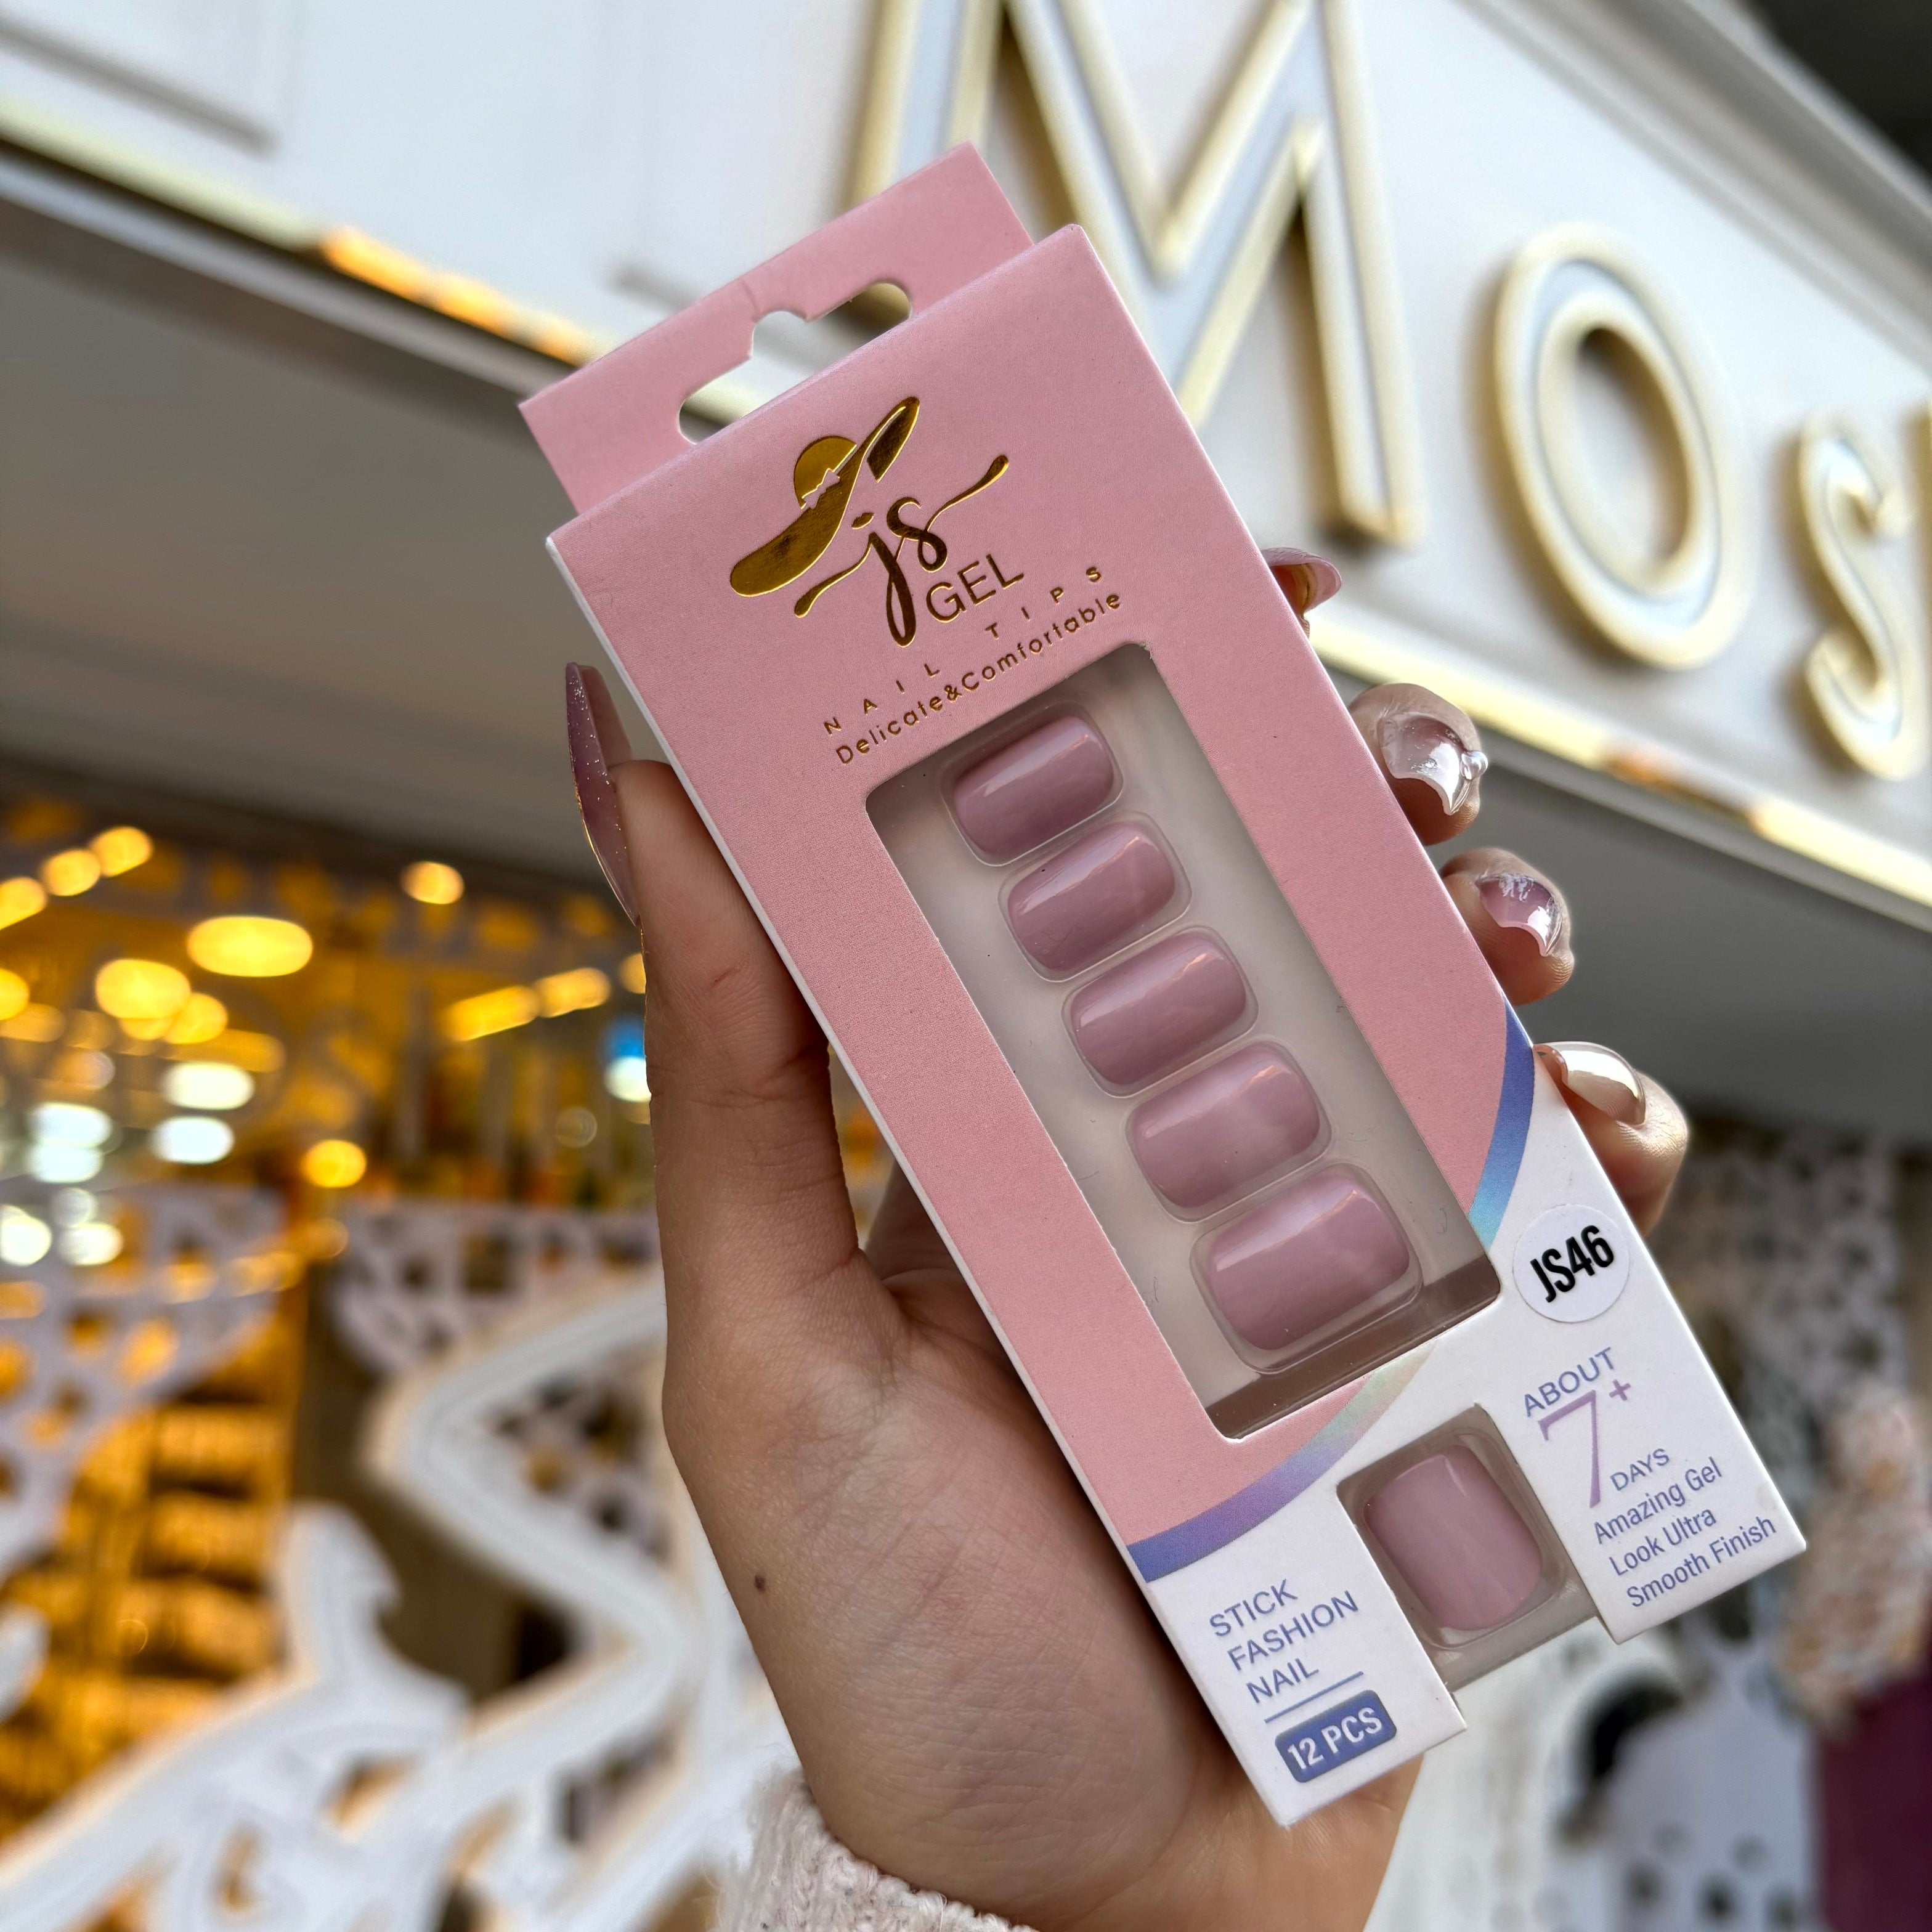 js
GEL
NAIL TIPS
Delicate&Comfortable
JS46
ABOUT
7+
DAYS
Amazing Gel
Look Ultra
Smooth Finish
STICK
FASHION
NAIL
12 PCS